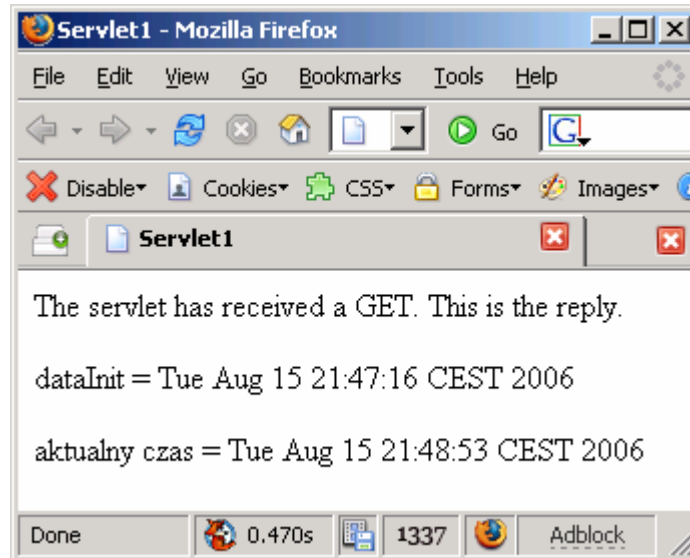 Servlet1 - Mozilla Firefox
File Edit View Go Bookmarks Tools Help
Go G
Disable Cookies CSS Forms Images
Servlet1
The servlet has received a GET. This is the reply.
dataInit = Tue Aug 15 21:47:16 CEST 2006
aktualny czas = Tue Aug 15 21:48:53 CEST 2006
Done 0.470s 1337 Adblock